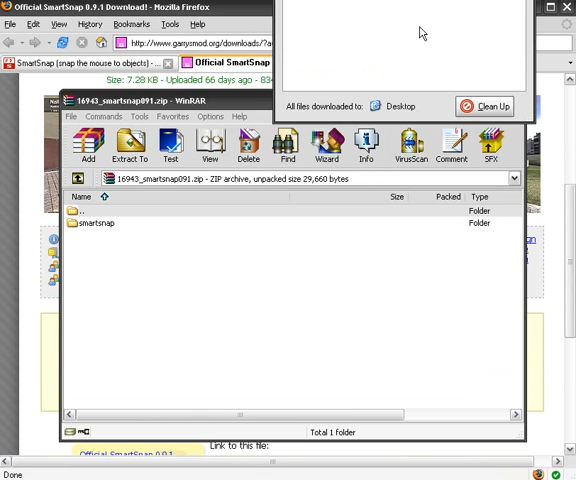 Official SmartSnap 0.9.1 Download! - Mozilla Firefox
File Edit View History Bookmarks Tools Help
http://www.garrysmod.org/downloads/?a
SmartSnap (snap the mouse to objects) - ...
Official SmartSnap
Size: 7.28 KB - Uploaded 66 days ago - 834
All files downloaded to: Desktop
Clean Up
16943_smartsnap091.zip - WinRAR
File Commands Tools Favorites Options Help
Add Extract To Test View Delete Find Wizard Info VirusScan Comment SFX
16943_smartsnap091.zip - ZIP archive, unpacked size 29,660 bytes
Name Size Packed Type
.. Folder
smartsnap Folder
Total 1 folder
Link to this file:
Official SmartSnap 0.9.1
Done